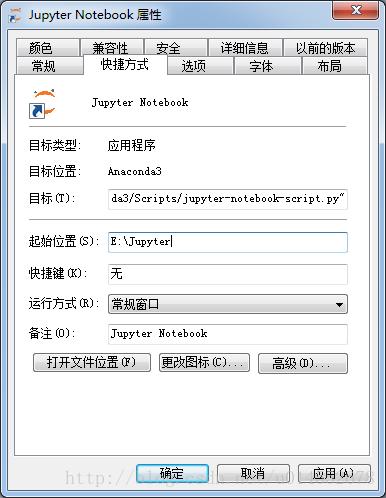 Jupyter Notebook 属性
颜色 兼容性 安全 详细信息 以前的版本
常规 快捷方式 选项 字体 布局
Jupyter Notebook
目标类型: 应用程序
目标位置: Anaconda3
目标(T): da3/Scripts/jupyter-notebook-script.py"
起始位置(S): E:\Jupyter
快捷键(K): 无
运行方式(R): 常规窗口
备注(O): Jupyter Notebook
打开文件位置(F) 更改图标(C)... 高级(D)...
确定 取消 应用(A)